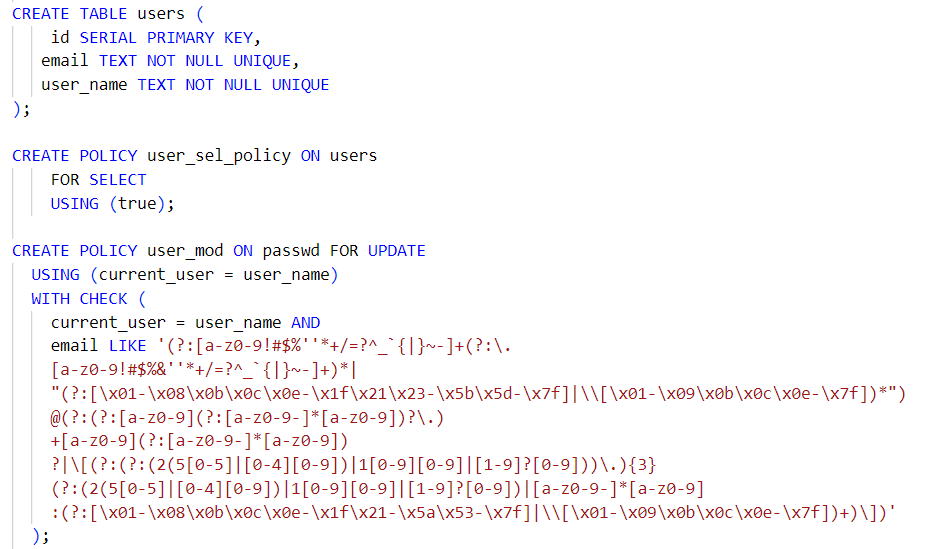 CREATE TABLE users (
id SERIAL PRIMARY KEY,
email TEXT NOT NULL UNIQUE,
user_name TEXT NOT NULL UNIQUE
);
CREATE POLICY user_sel_policy ON users
FOR SELECT
USING (true);
CREATE POLICY user_mod ON passwd FOR UPDATE
USING (current_user = user_name)
WITH CHECK (
current_user = user_name AND
email LIKE '(?:[a-z0-9!#$%''*+/=?^_`{|}~-]+(?:\.
[a-z0-9!#$%&''*+/=?^_`{|}~-]+)*|
"(?:[\x01-\x08\x0b\x0c\x0e-\x1f\x21\x23-\x5b\x5d-\x7f]|\\[\x01-\x09\x0b\x0c\x0e-\x7f])*")
@(?:(?:[a-z0-9](?:[a-z0-9-]*[a-z0-9])?\.)
+[a-z0-9](?:[a-z0-9-]*[a-z0-9])
?|\[(?:(?:(2(5[0-5]|[0-4][0-9])|1[0-9][0-9]|[1-9]?[0-9]))\.){3}
(?:(2(5[0-5]|[0-4][0-9])|1[0-9][0-9]|[1-9]?[0-9])|[a-z0-9-]*[a-z0-9]
:(?:[\x01-\x08\x0b\x0c\x0e-\x1f\x21-\x5a\x53-\x7f]|\\[\x01-\x09\x0b\x0c\x0e-\x7f])+)\])'
);